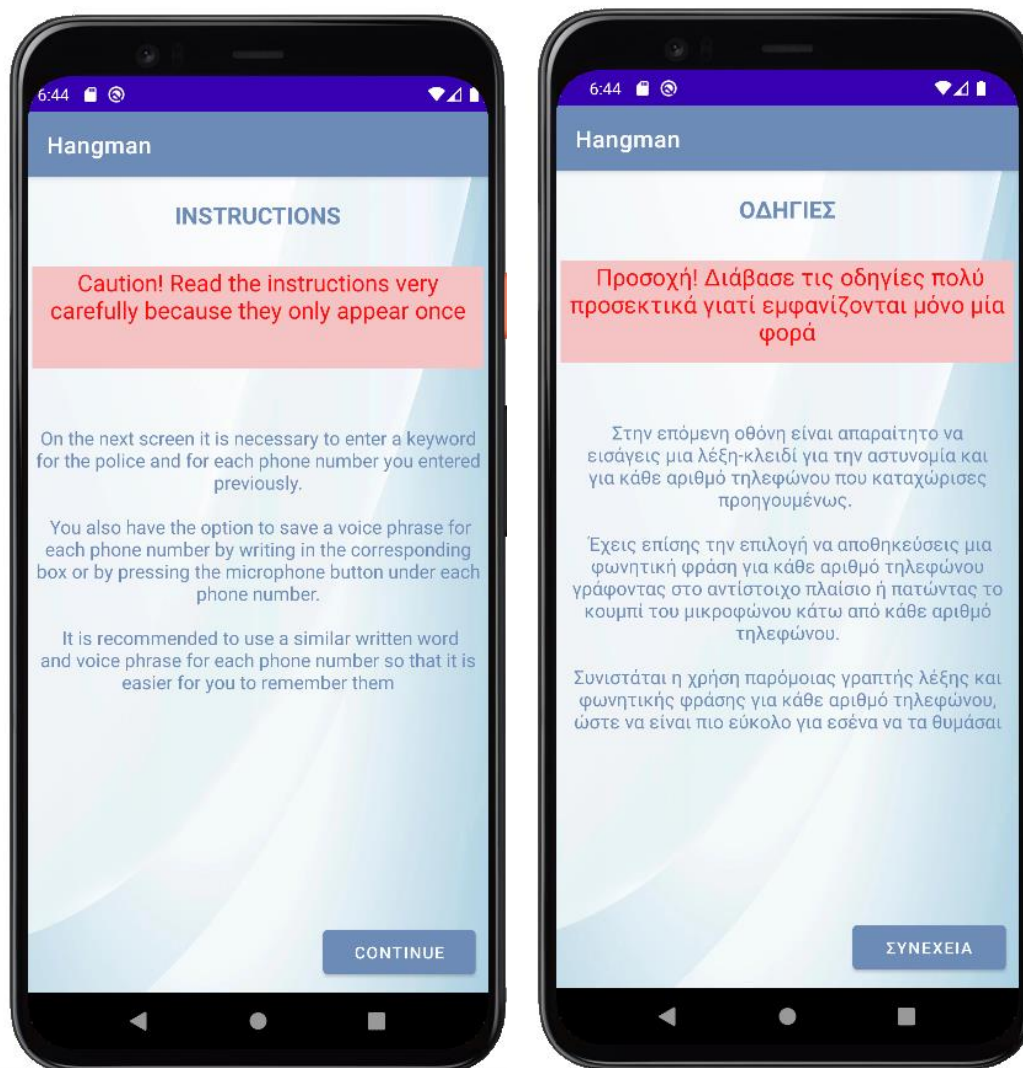 6:44
Hangman
INSTRUCTIONS
Caution! Read the instructions very
carefully because they only appear once
On the next screen it is necessary to enter a keyword
for the police and for each phone number you entered
previously.
You also have the option to save a voice phrase for
each phone number by writing in the corresponding
box or by pressing the microphone button under each
phone number.
It is recommended to use a similar written word
and voice phrase for each phone number so that it is
easier for you to remember them
CONTINUE
6:44
Hangman
ΟΔΗΓΙΕΣ
Προσοχή! Διάβασε τις οδηγίες πολύ
προσεκτικά γιατί εμφανίζονται μόνο μία
φορά
Στην επόμενη οθόνη είναι απαραίτητο να
εισάγεις μια λέξη-κλειδί για την αστυνομία και
για κάθε αριθμό τηλεφώνου που καταχώρισες
προηγουμένως.
Έχεις επίσης την επιλογή να αποθηκεύσεις μια
φωνητική φράση για κάθε αριθμό τηλεφώνου
γράφοντας στο αντίστοιχο πλαίσιο ή πατώντας το
κουμπί του μικροφώνου κάτω από κάθε αριθμό
τηλεφώνου.
Συνιστάται η χρήση παρόμοιας γραπτής λέξης και
φωνητικής φράσης για κάθε αριθμό τηλεφώνου,
ώστε να είναι πιο εύκολο για εσένα να τα θυμάσαι
ΣΥΝΕΧΕΙΑ